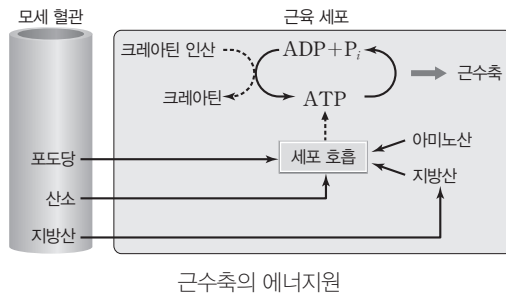 모세 혈관
근육 세포
크레아틴 인산
ADP+Pᵢ
근수축
크레아틴
ATP
아미노산
포도당
세포 호흡
지방산
산소
지방산
근수축의 에너지원